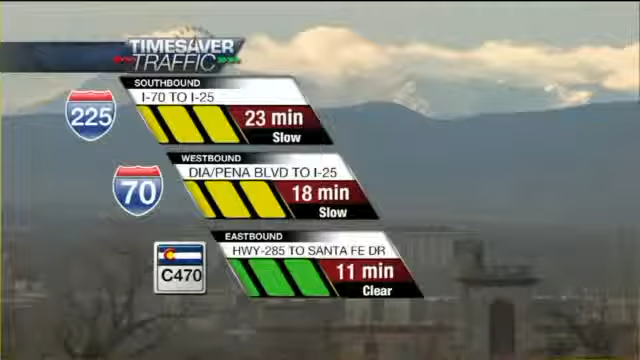 TIMESAVER
TRAFFIC
SOUTHBOUND
I-70 TO I-25
225
23 min
Slow
WESTBOUND
DIA/PENA BLVD TO I-25
70
18 min
Slow
EASTBOUND
HWY-285 TO SANTA FE DR
C470
11 min
Clear